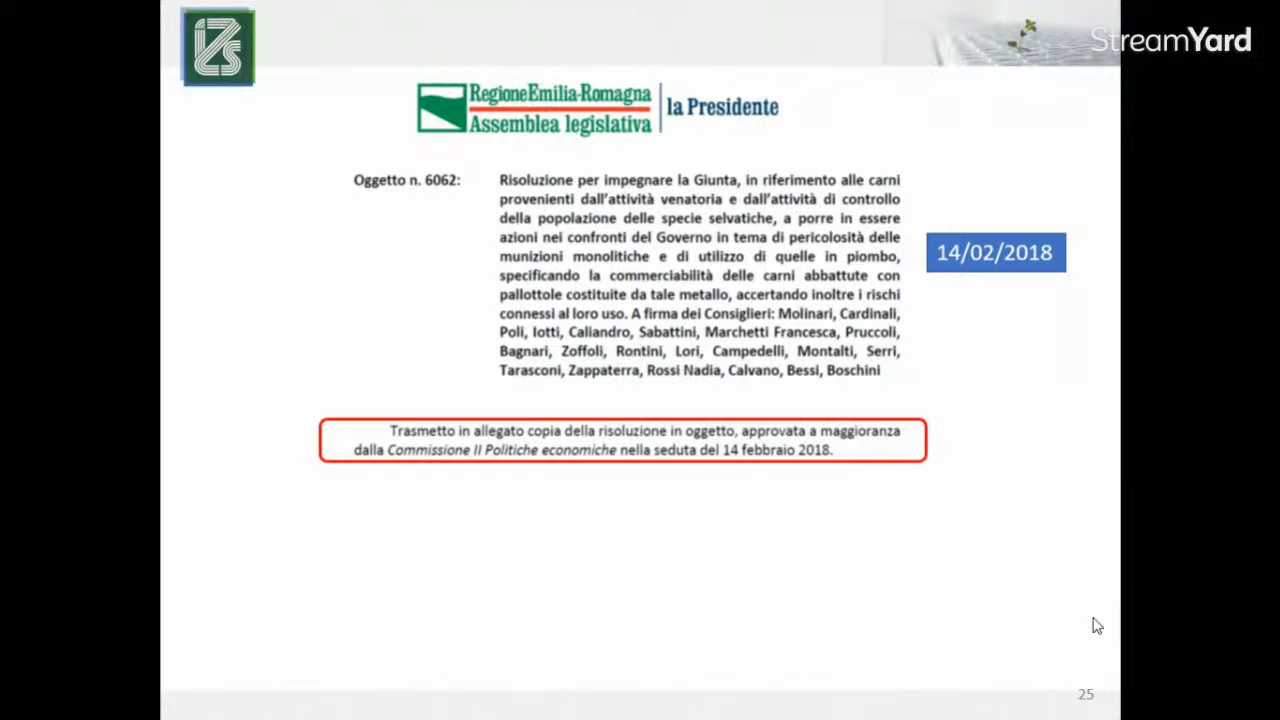 StreamYard
RegioneEmilia-Romagna
Assemblea legislativa
la Presidente
Oggetto n. 6062:
Risoluzione per impegnare la Giunta, in riferimento alle carni
provenienti dall'attività venatoria e dall'attività di controllo
della popolazione delle specie selvatiche, a porre in essere
azioni nei confronti del Governo in tema di pericolosità delle
munizioni monolitiche e di utilizzo di quelle in piombo,
specificando la commerciabilità delle carni abbattute con
pallottole costituite da tale metallo, accertando inoltre i rischi
connessi al loro uso. A firma dei Consiglieri: Molinari, Cardinali,
Poli, Iotti, Caliandro, Sabattini, Marchetti Francesca, Pruccoli,
Bagnari, Zoffoli, Rontini, Lori, Campedelli, Montalti, Serri,
Tarasconi, Zappaterra, Rossi Nadia, Calvano, Bessi, Boschini
14/02/2018
Trasmetto in allegato copia della risoluzione in oggetto, approvata a maggioranza
dalla Commissione II Politiche economiche nella seduta del 14 febbraio 2018.
25